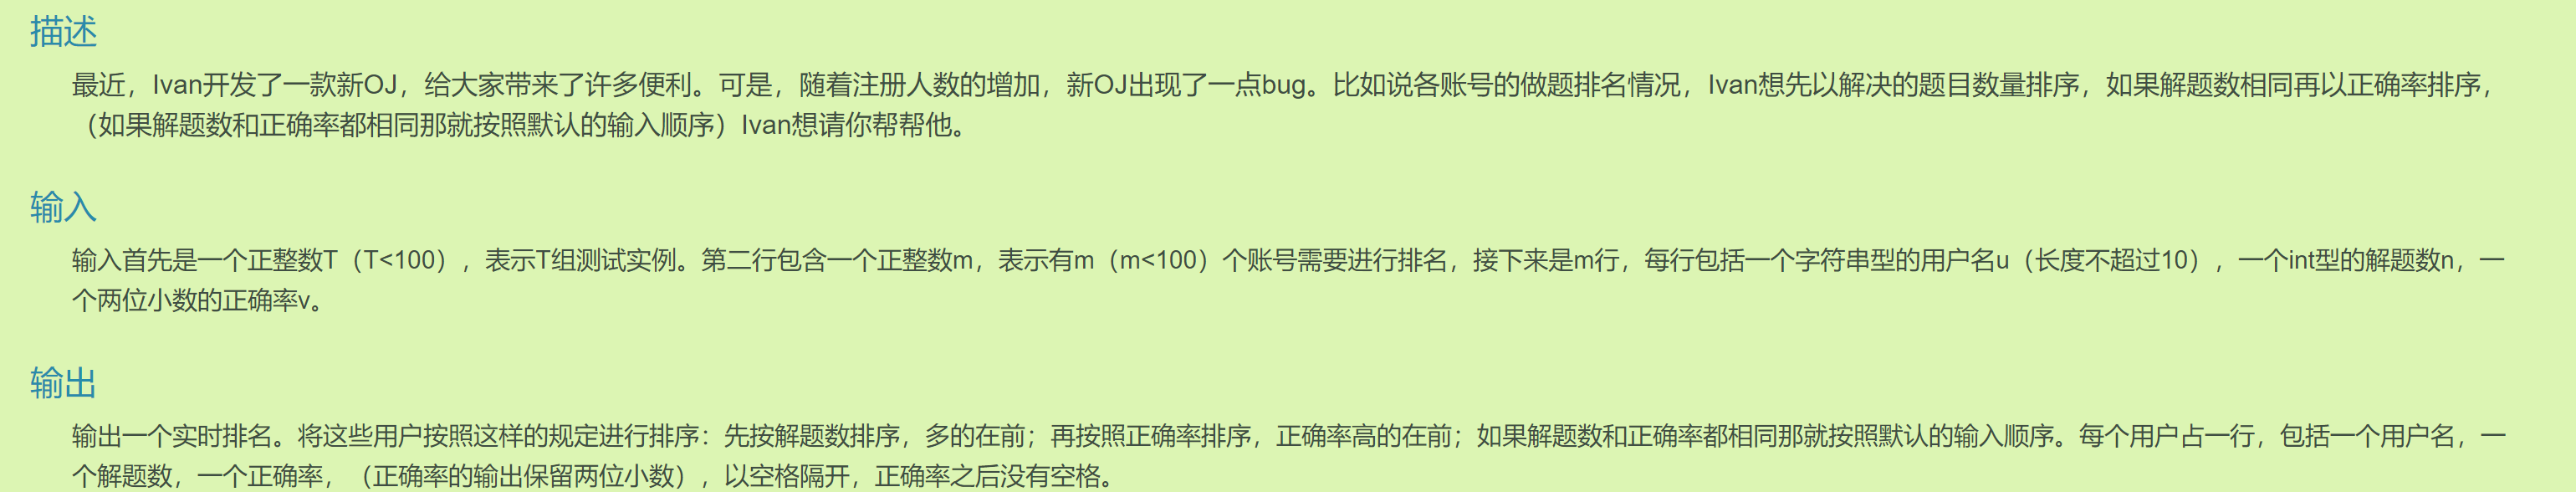 描述
最近，Ivan开发了一款新OJ，给大家带来了许多便利。可是，随着注册人数的增加，新OJ出现了一点bug。比如说各账号的做题排名情况，Ivan想先以解决的题目数量排序，如果解题数相同再以正确率排序，
（如果解题数和正确率都相同那就按照默认的输入顺序）Ivan想请你帮帮他。
输入
输入首先是一个正整数T（T<100），表示T组测试实例。第二行包含一个正整数m，表示有m（m<100）个账号需要进行排名，接下来是m行，每行包括一个字符串型的用户名u（长度不超过10），一个int型的解题数n，一
个两位小数的正确率v。
输出
输出一个实时排名。将这些用户按照这样的规定进行排序：先按解题数排序，多的在前；再按照正确率排序，正确率高的在前；如果解题数和正确率都相同那就按照默认的输入顺序。每个用户占一行，包括一个用户名，一
个解题数，一个正确率，（正确率的输出保留两位小数），以空格隔开，正确率之后没有空格。